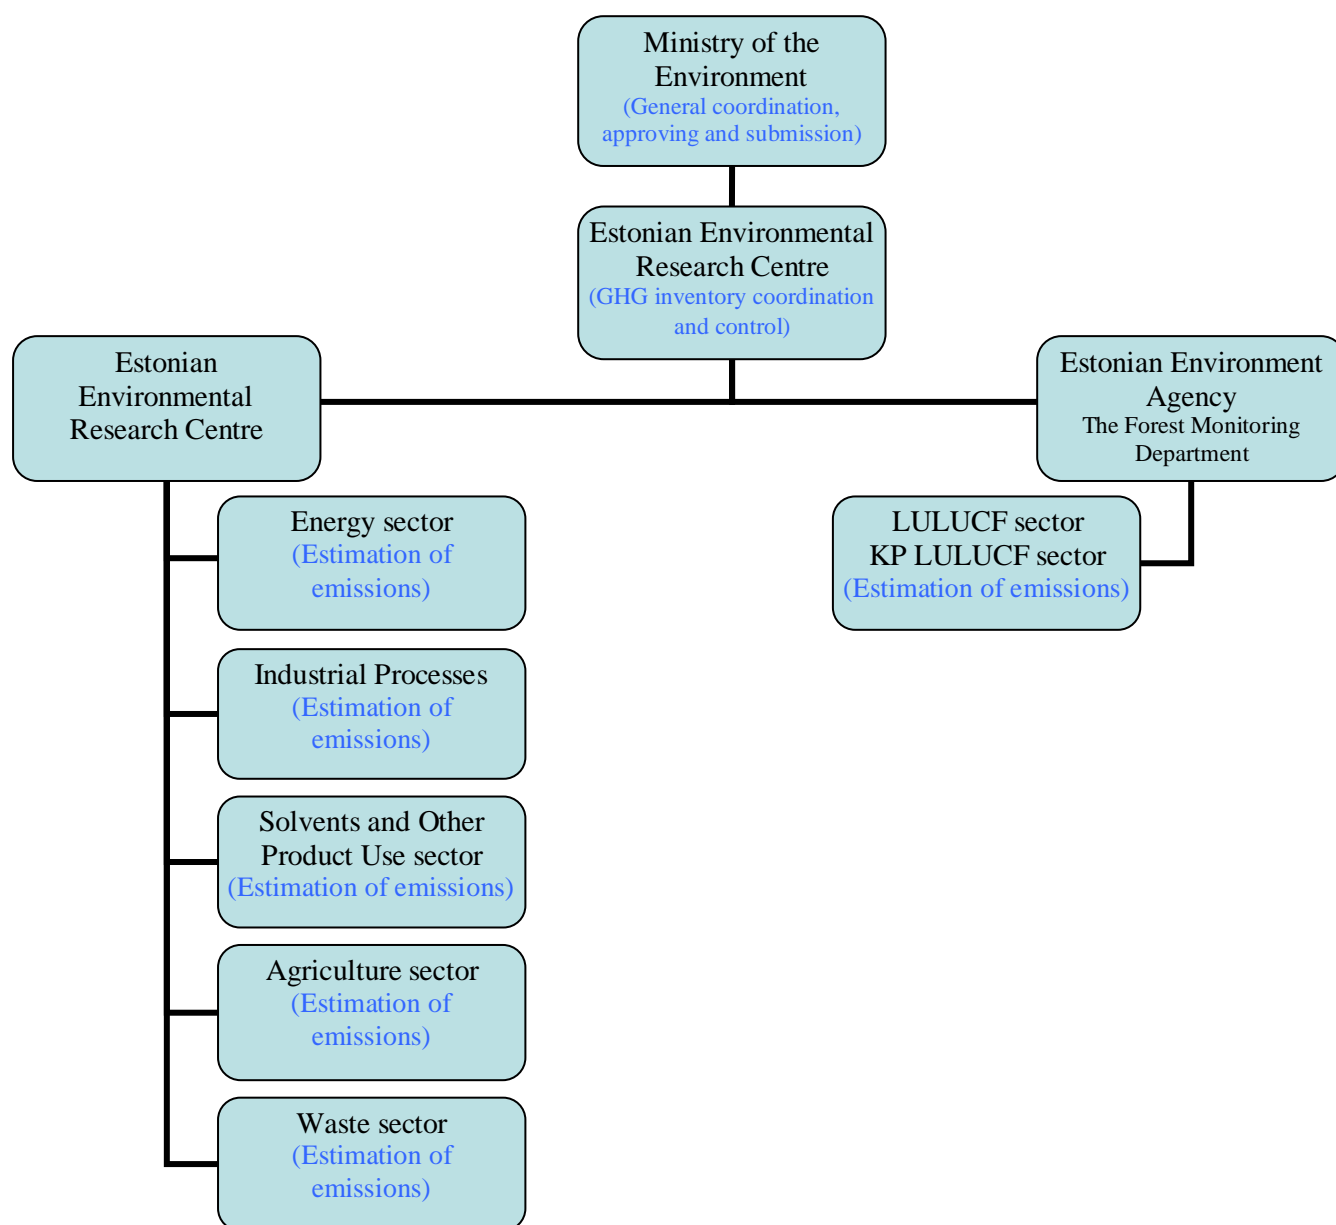 Ministry of the
Environment
(General coordination,
approving and submission)
Estonian Environmental
Research Centre
(GHG inventory coordination
and control)
Estonian
Environmental
Research Centre
Estonian Environment
Agency
The Forest Monitoring
Department
Energy sector
(Estimation of
emissions)
LULUCF sector
KP LULUCF sector
(Estimation of emissions)
Industrial Processes
(Estimation of
emissions)
Solvents and Other
Product Use sector
(Estimation of emissions)
Agriculture sector
(Estimation of
emissions)
Waste sector
(Estimation of
emissions)